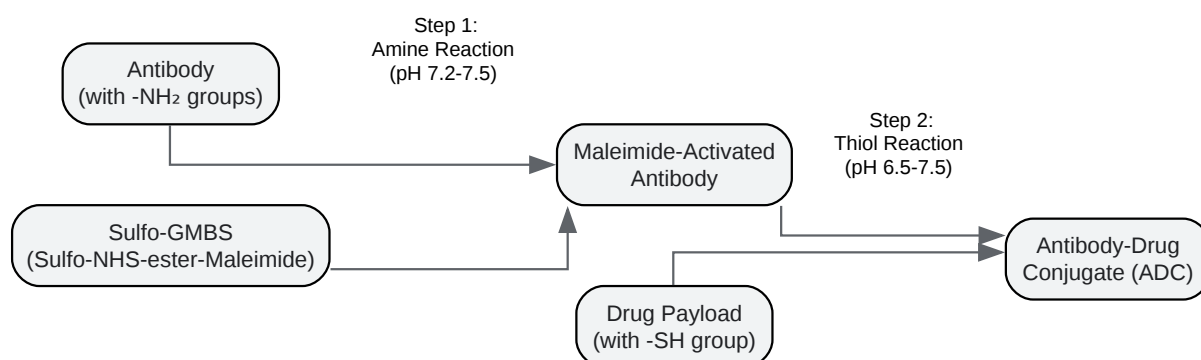 Step 1:
Amine Reaction
(pH 7.2-7.5)
Antibody
(with -NH₂ groups)
Step 2:
Thiol Reaction
(pH 6.5-7.5)
Maleimide-Activated
Antibody
Sulfo-GMBS
(Sulfo-NHS-ester-Maleimide)
Antibody-Drug
Conjugate (ADC)
Drug Payload
(with -SH group)